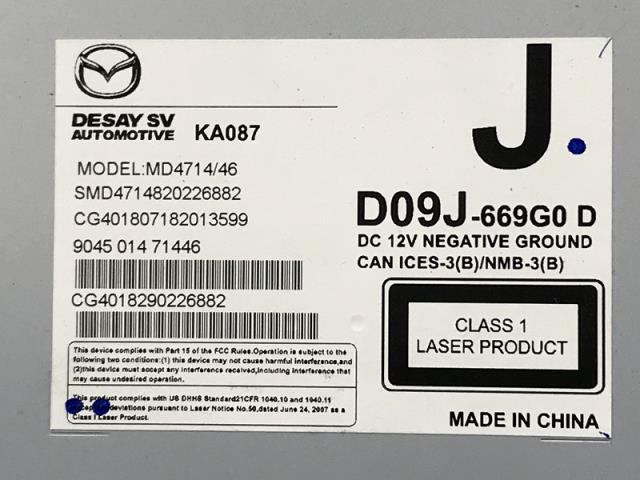 DESAY SV
AUTOMOTIVE KA087
MODEL:MD4714/46
SMD4714820226882
CG401807182013599
9045 014 71446
CG4018290226882
This device complies with Part 15 of the FCC Rules.Operation is subject to the
following two conditions:(1) this device may not cause harmful interference,and
(2)this device must accept any interference received,including interference that
may cause undesired operation.
This product complies with US DHHS Standard21CFR 1040.10 and 1040.11
except deviations pursuant to Laser Notice No.50,dated June 24, 2007 as a
Class I Laser Product.
J.
D09J-669G0 D
DC 12V NEGATIVE GROUND
CAN ICES-3(B)/NMB-3(B)
CLASS 1
LASER PRODUCT
MADE IN CHINA